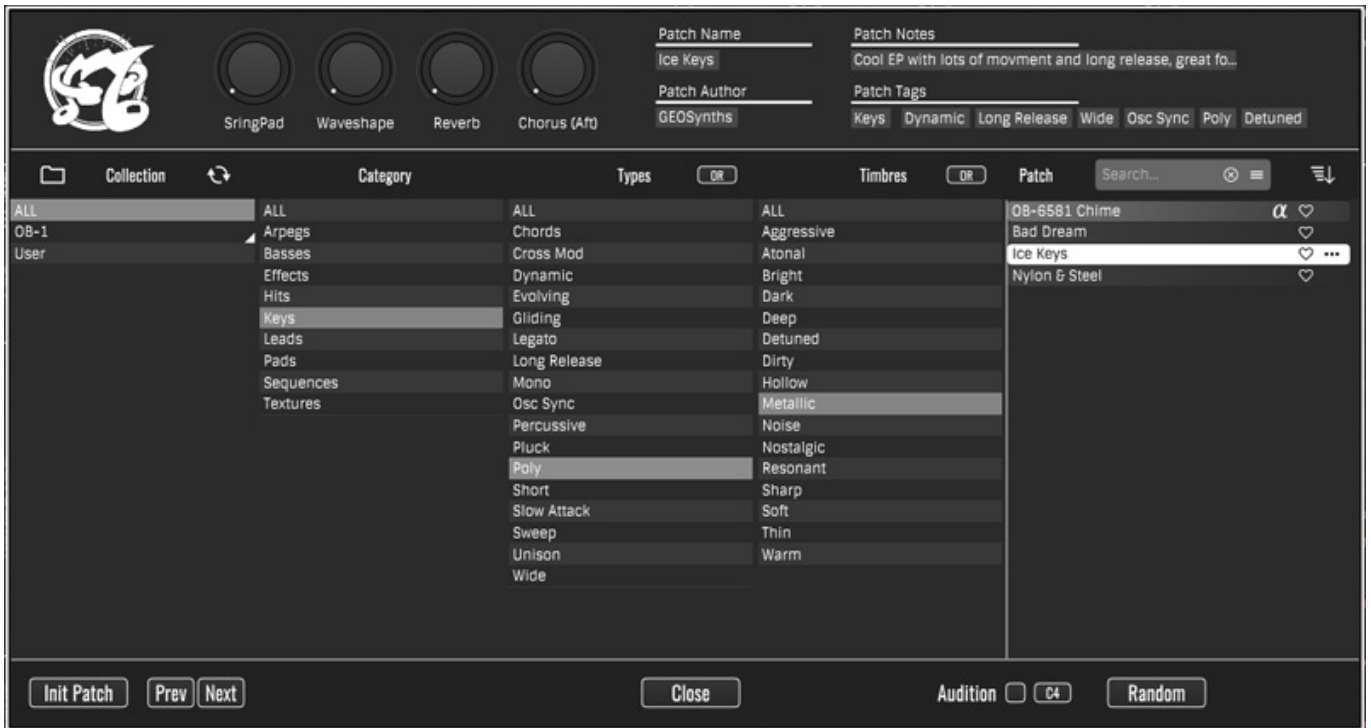 Patch Name
Ice Keys
Patch Author
GEOSynths
Patch Notes
Cool EP with lots of movment and long release, great fo...
Patch Tags
Keys Dynamic Long Release Wide Osc Sync Poly Detuned
SringPad Waveshape Reverb Chorus (Aft)
Collection Category Types OR Timbres OR Patch Search...
ALL
OB-1
User
ALL
Arpegs
Basses
Effects
Hits
Keys
Leads
Pads
Sequences
Textures
ALL
Chords
Cross Mod
Dynamic
Evolving
Gliding
Legato
Long Release
Mono
Osc Sync
Percussive
Pluck
Poly
Short
Slow Attack
Sweep
Unison
Wide
ALL
Aggressive
Atonal
Bright
Dark
Deep
Detuned
Dirty
Hollow
Metallic
Noise
Nostalgic
Resonant
Sharp
Soft
Thin
Warm
OB-6581 Chime α
Bad Dream
Ice Keys
Nylon & Steel
Init Patch Prev Next Close Audition C4 Random